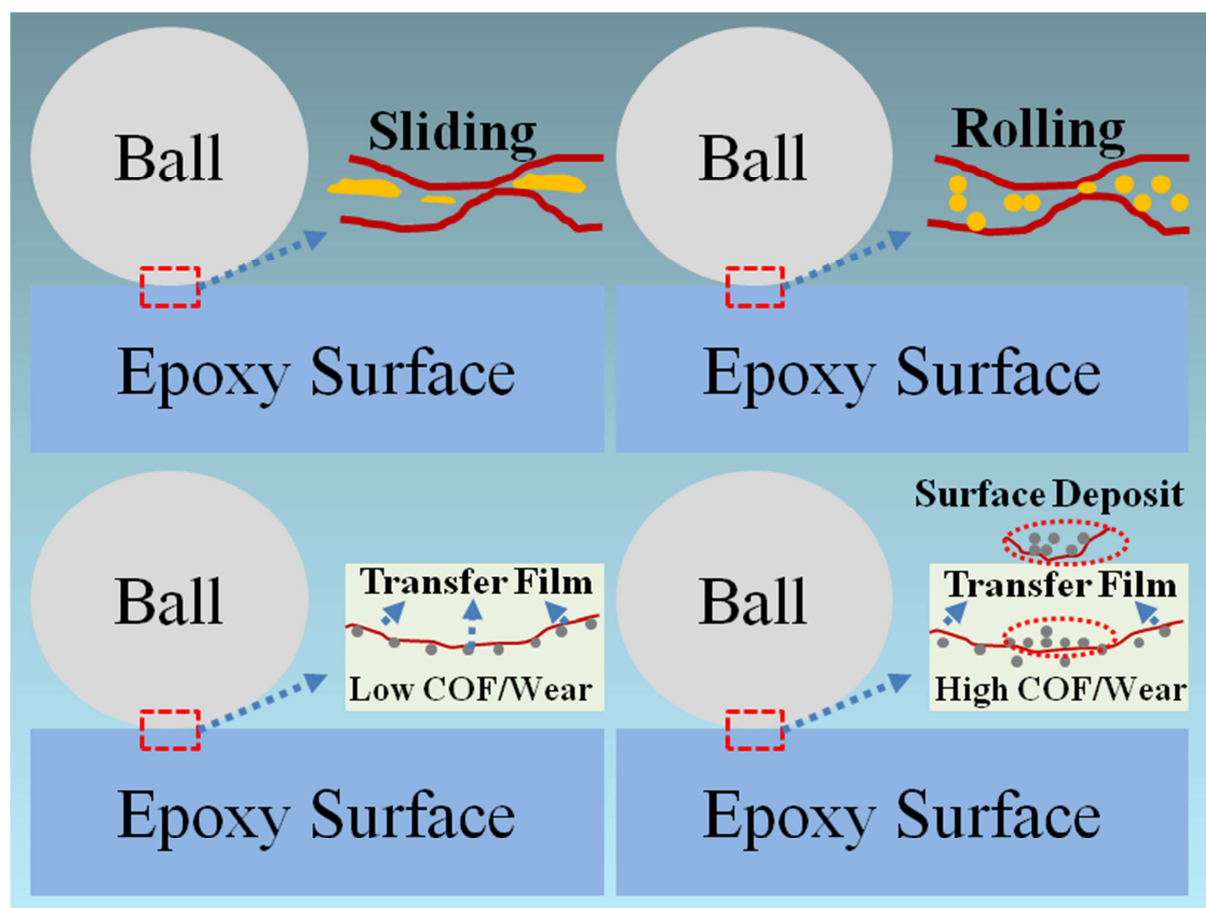 Ball
Sliding
Epoxy Surface
Ball
Rolling
Epoxy Surface
Ball
Transfer Film
Low COF/Wear
Epoxy Surface
Surface Deposit
Ball
Transfer Film
High COF/Wear
Epoxy Surface